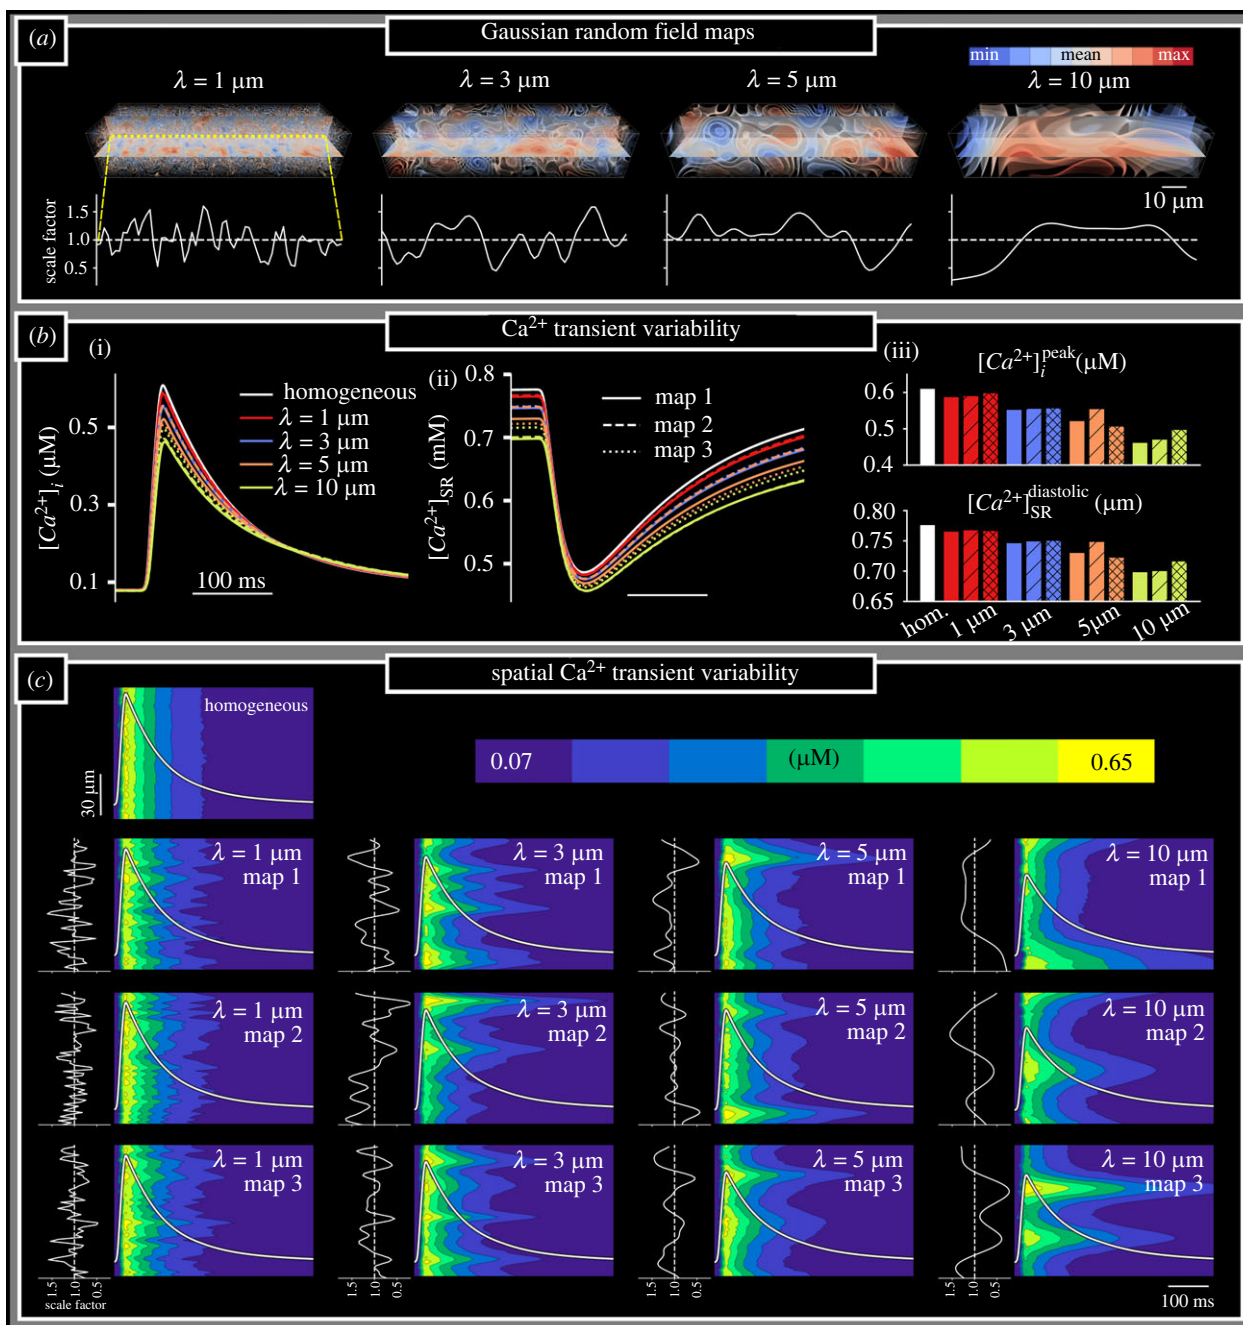 (a)
Gaussian random field maps
min mean max
λ = 1 μm
λ = 3 μm
λ = 5 μm
λ = 10 μm
10 μm
scale factor
1.5
1.0
0.5
(b)
Ca²⁺ transient variability
(i)
[Ca²⁺]ᵢ (μM)
0.5
0.3
0.1
homogeneous
λ = 1 μm
λ = 3 μm
λ = 5 μm
λ = 10 μm
100 ms
(ii)
[Ca²⁺]SR (mM)
0.8
0.7
0.6
0.5
map 1
map 2
map 3
(iii)
[Ca²⁺]ᵢ peak (μM)
0.6
0.5
0.4
[Ca²⁺]SR diastolic (μm)
0.80
0.75
0.70
0.65
hom.
1 μm
3 μm
5μm
10 μm
(c)
spatial Ca²⁺ transient variability
homogeneous
30 μm
0.07 (μM) 0.65
λ = 1 μm
map 1
λ = 3 μm
map 1
λ = 5 μm
map 1
λ = 10 μm
map 1
λ = 1 μm
map 2
λ = 3 μm
map 2
λ = 5 μm
map 2
λ = 10 μm
map 2
λ = 1 μm
map 3
λ = 3 μm
map 3
λ = 5 μm
map 3
λ = 10 μm
map 3
1.5 1.0 0.5
scale factor
1.5 1.0 0.5
1.5 1.0 0.5
1.5 1.0 0.5
100 ms